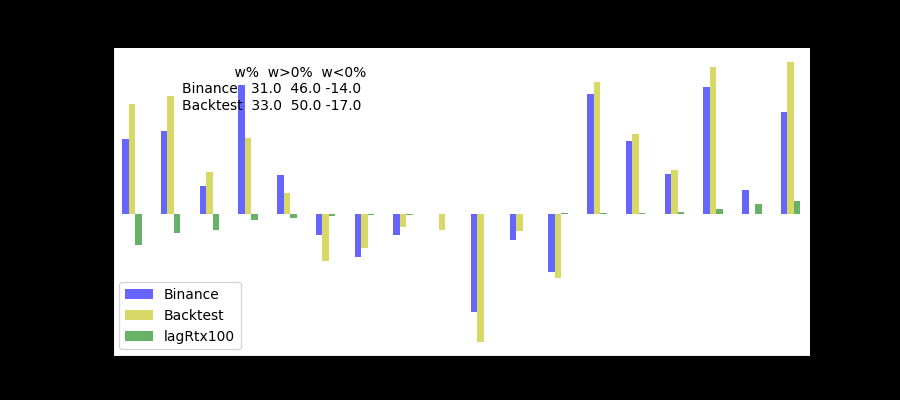 w%  w>0%  w<0%
Binance  31.0  46.0 -14.0
Backtest  33.0  50.0 -17.0
Binance
Backtest
lagRtx100